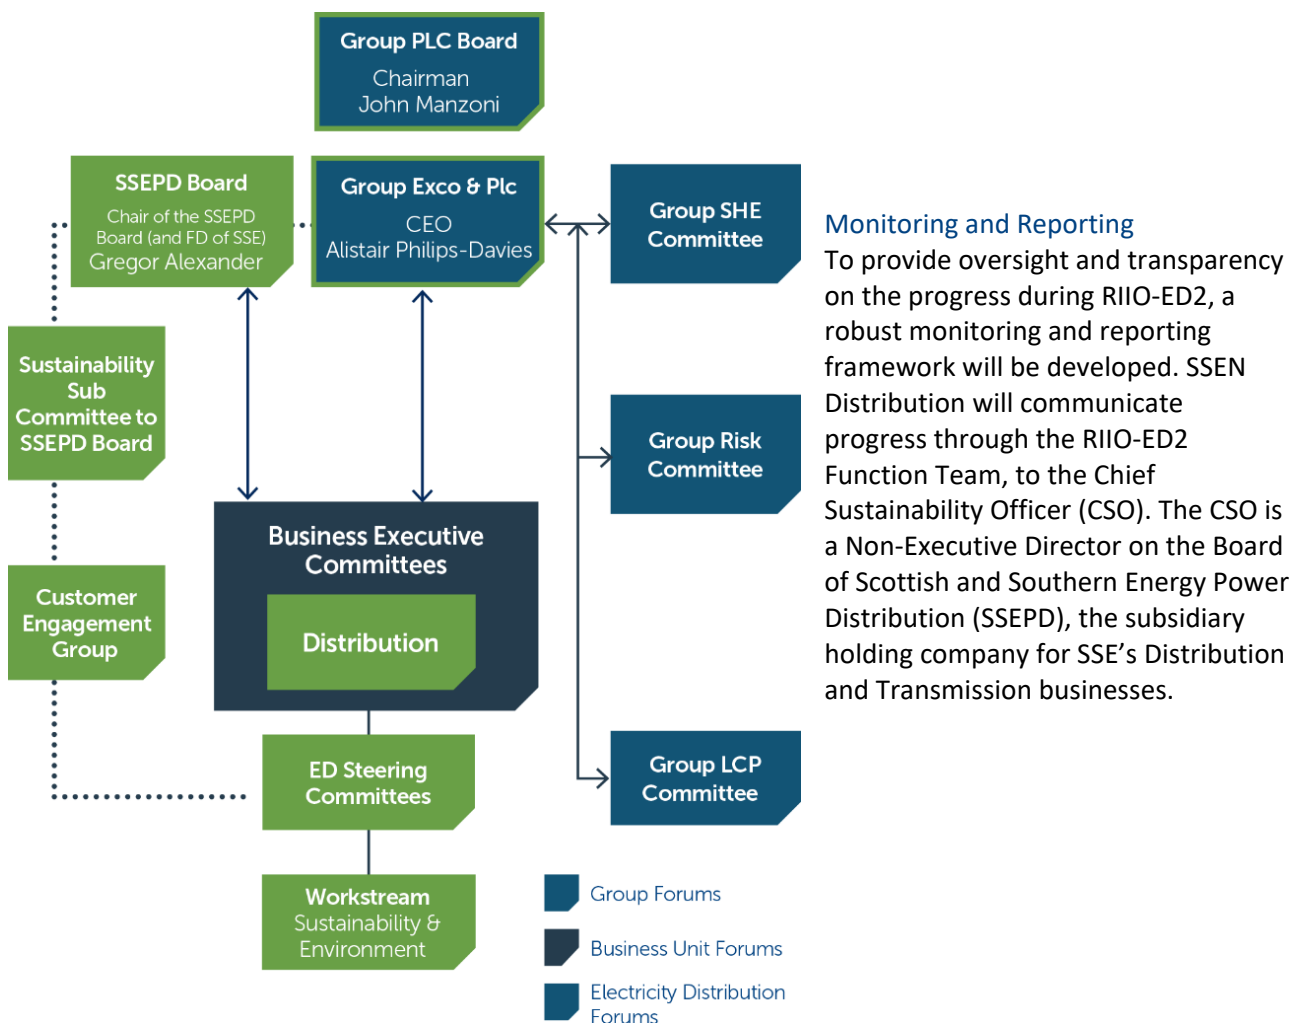 Group PLC Board
Chairman
John Manzoni
SSEPD Board
Chair of the SSEPD
Board (and FD of SSE)
Gregor Alexander
Group Exco & Plc
CEO
Alistair Philips-Davies
Group SHE
Committee
Sustainability
Sub
Committee to
SSEPD Board
Group Risk
Committee
Business Executive
Committees
Distribution
Customer
Engagement
Group
ED Steering
Committees
Group LCP
Committee
Workstream
Sustainability &
Environment
Group Forums
Business Unit Forums
Electricity Distribution
Forums
Monitoring and Reporting
To provide oversight and transparency
on the progress during RIIO-ED2, a
robust monitoring and reporting
framework will be developed. SSEN
Distribution will communicate
progress through the RIIO-ED2
Function Team, to the Chief
Sustainability Officer (CSO). The CSO is
a Non-Executive Director on the Board
of Scottish and Southern Energy Power
Distribution (SSEPD), the subsidiary
holding company for SSE’s Distribution
and Transmission businesses.